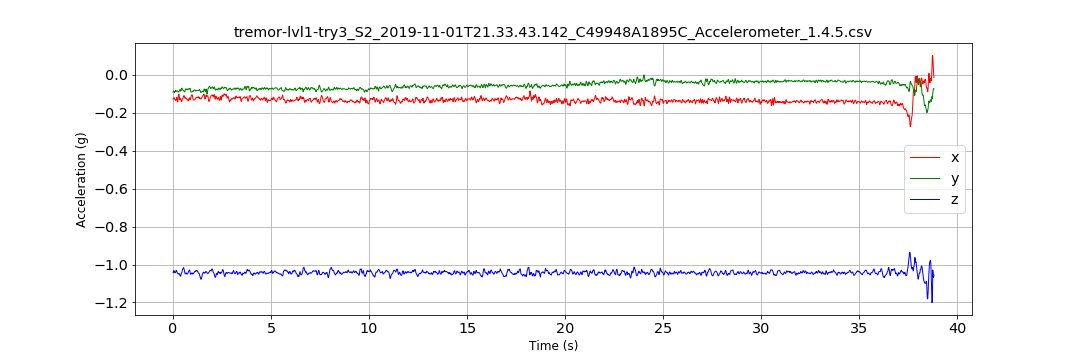 tremor-lvl1-try3_S2_2019-11-01T21.33.43.142_C49948A1895C_Accelerometer_1.4.5.csv
0.0
−0.2
−0.4
−0.6
−0.8
−1.0
−1.2
Acceleration (g)
x
y
z
0 5 10 15 20 25 30 35 40
Time (s)